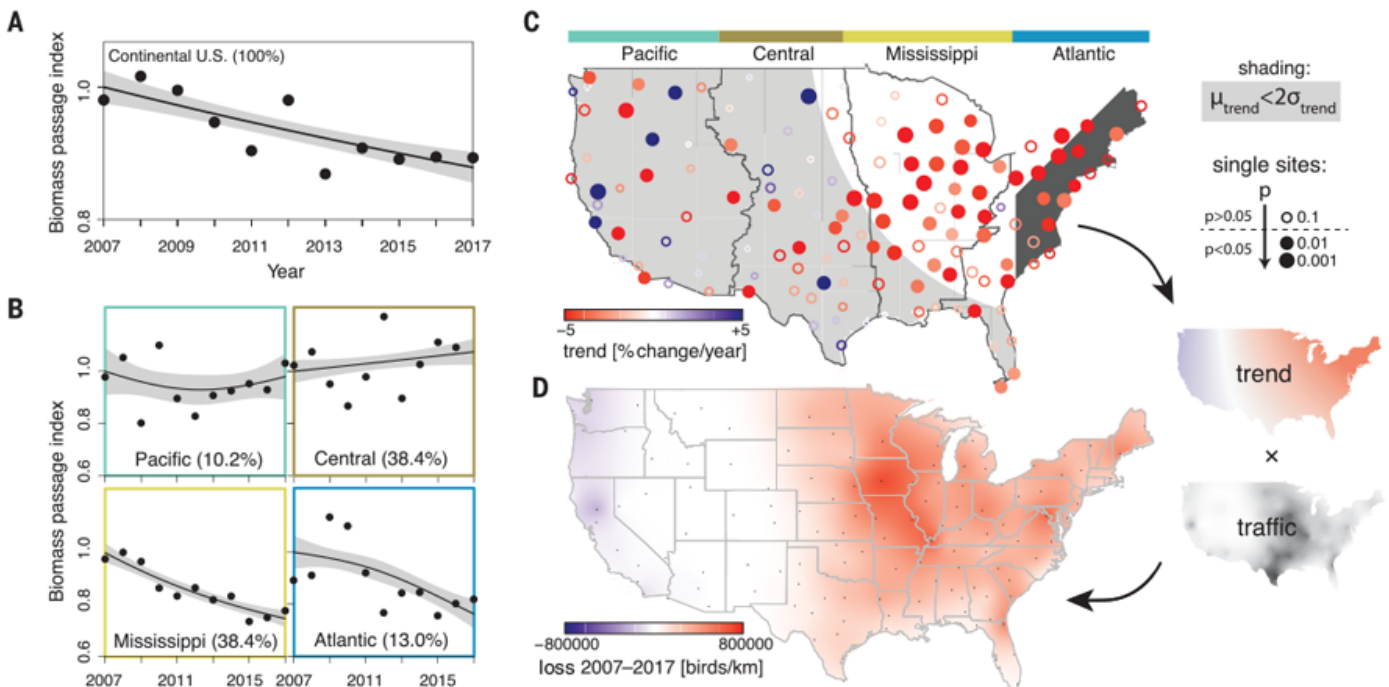 A
Biomass passage index
1.0
0.8
Continental U.S. (100%)
2007 2009 2011 2013 2015 2017
Year
B
Biomass passage index
1.0
0.8
0.6
Pacific (10.2%)
Central (38.4%)
1.0
0.8
0.6
Mississippi (38.4%)
Atlantic (13.0%)
2007 2011 2015 2007 2011 2015
C
Pacific Central Mississippi Atlantic
−5 +5
trend [% change/year]
shading:
μtrend<2σtrend
single sites:
p
p>0.05 0.1
p<0.05 0.01
0.001
D
−800000 800000
loss 2007–2017 [birds/km]
trend
×
traffic